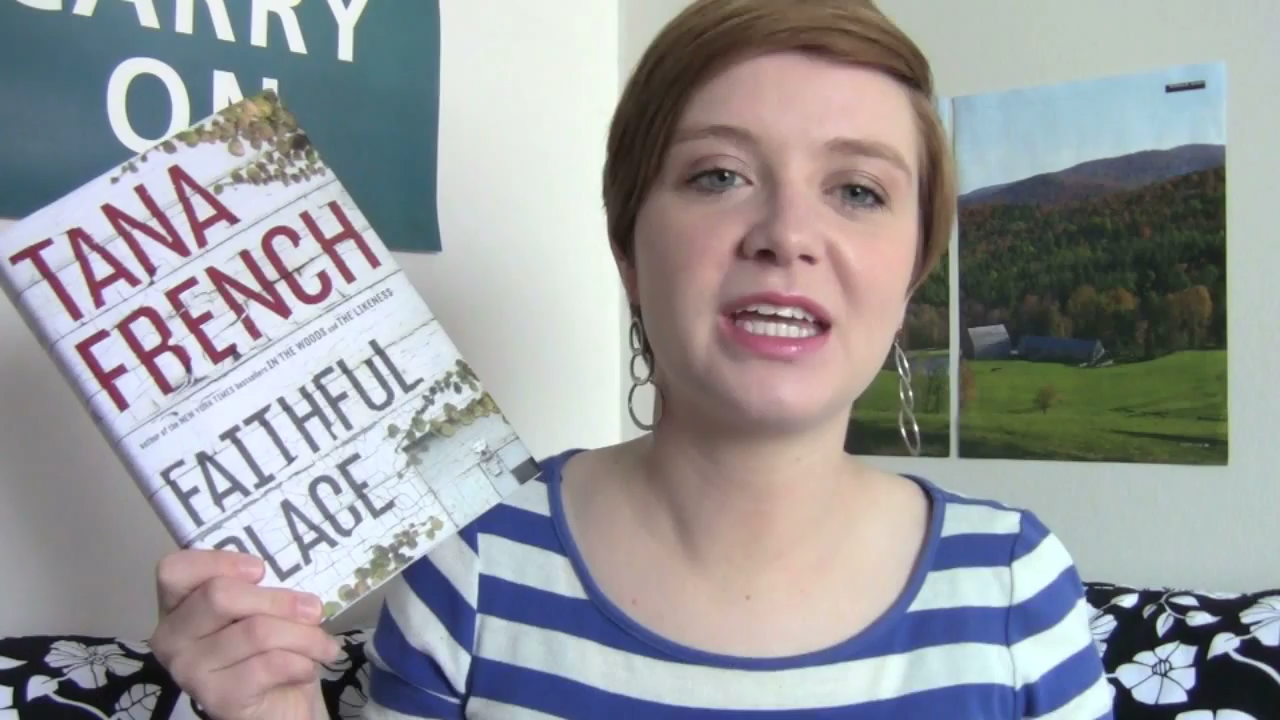 CARRY
ON
TANA
FRENCH
author of the NEW YORK TIMES bestsellers IN THE WOODS and THE LIKENESS
FAITHFUL
PLACE